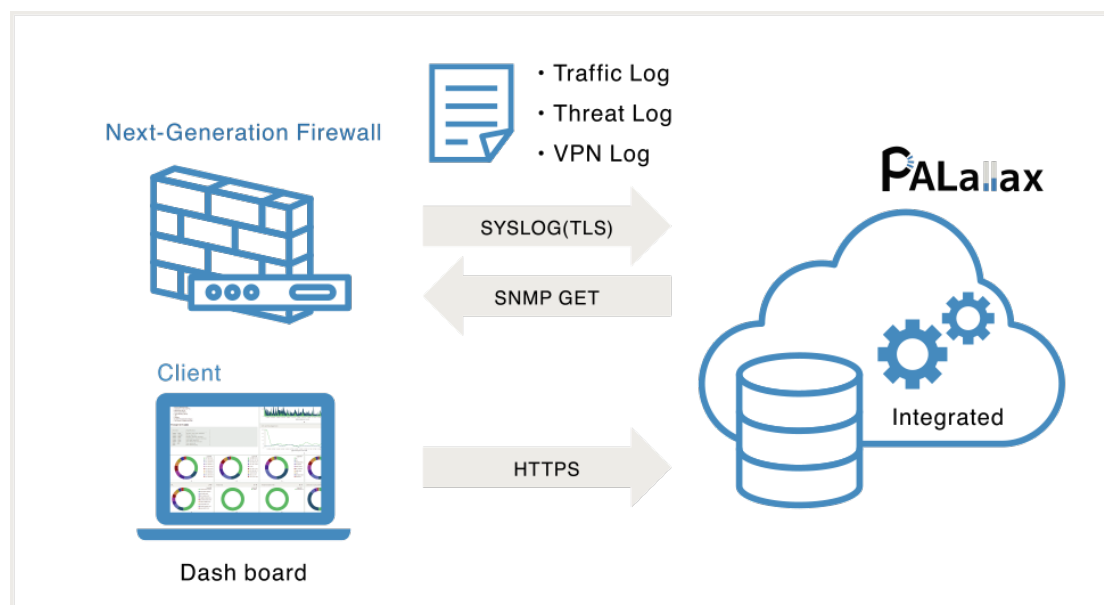 ・Traffic Log
・Threat Log
・VPN Log
Next-Generation Firewall
PALallax
SYSLOG(TLS)
SNMP GET
Client
Integrated
HTTPS
Dash board